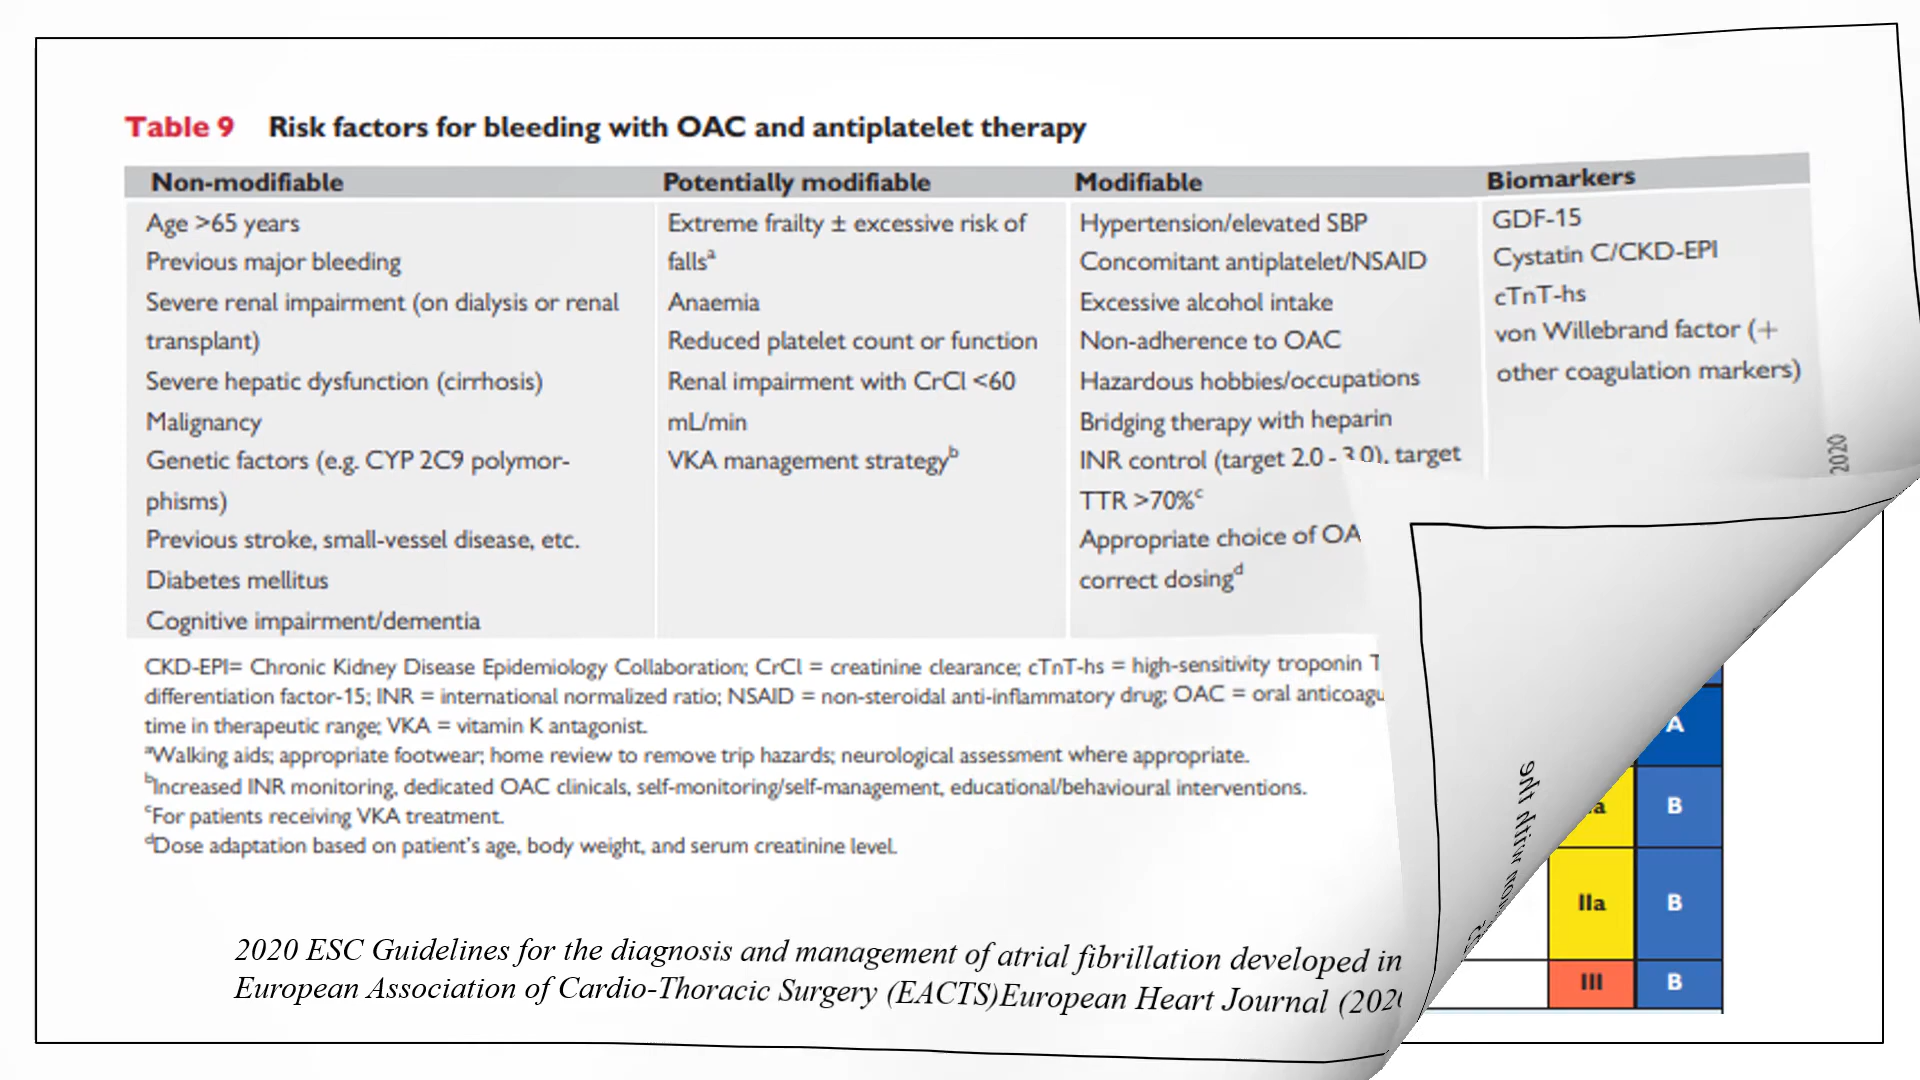 Table 9 Risk factors for bleeding with OAC and antiplatelet therapy
Non-modifiable Potentially modifiable Modifiable Biomarkers
Age >65 years
Previous major bleeding
Severe renal impairment (on dialysis or renal
transplant)
Severe hepatic dysfunction (cirrhosis)
Malignancy
Genetic factors (e.g. CYP 2C9 polymor-
phisms)
Previous stroke, small-vessel disease, etc.
Diabetes mellitus
Cognitive impairment/dementia
Extreme frailty ± excessive risk of
fallsᵃ
Anaemia
Reduced platelet count or function
Renal impairment with CrCl <60
mL/min
VKA management strategyᵇ
Hypertension/elevated SBP
Concomitant antiplatelet/NSAID
Excessive alcohol intake
Non-adherence to OAC
Hazardous hobbies/occupations
Bridging therapy with heparin
INR control (target 2.0 - 3.0), target
TTR >70%ᶜ
Appropriate choice of OA
correct dosingᵈ
GDF-15
Cystatin C/CKD-EPI
cTnT-hs
von Willebrand factor (+
other coagulation markers)
2020
CKD-EPI= Chronic Kidney Disease Epidemiology Collaboration; CrCl = creatinine clearance; cTnT-hs = high-sensitivity troponin T
differentiation factor-15; INR = international normalized ratio; NSAID = non-steroidal anti-inflammatory drug; OAC = oral anticoagu
time in therapeutic range; VKA = vitamin K antagonist.
ᵃWalking aids; appropriate footwear; home review to remove trip hazards; neurological assessment where appropriate.
ᵇIncreased INR monitoring, dedicated OAC clinicals, self-monitoring/self-management, educational/behavioural interventions.
ᶜFor patients receiving VKA treatment.
ᵈDose adaptation based on patient's age, body weight, and serum creatinine level.
2020 ESC Guidelines for the diagnosis and management of atrial fibrillation developed in
European Association of Cardio-Thoracic Surgery (EACTS)European Heart Journal (202
ation with the
A
a B
IIa B
III B